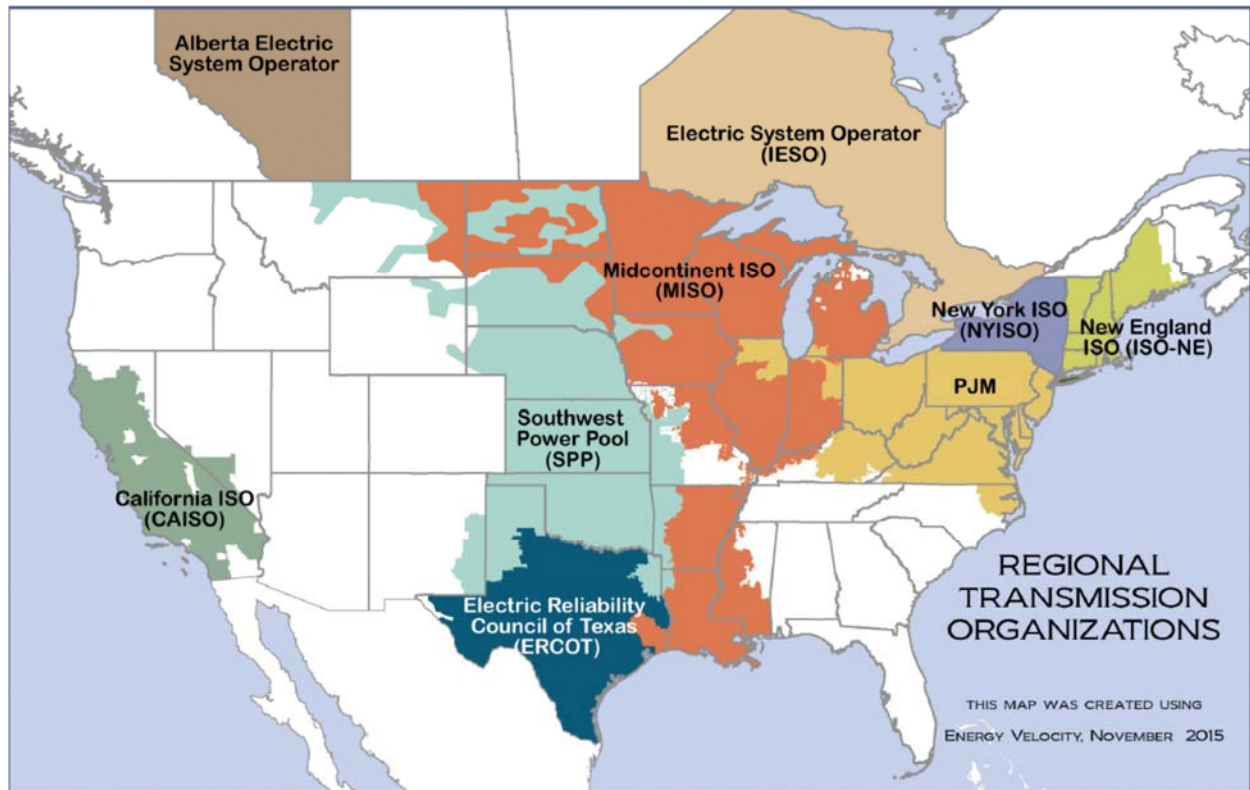 Alberta Electric
System Operator
Electric System Operator
(IESO)
Midcontinent ISO
(MISO)
New York ISO
(NYISO)
New England
ISO (ISO-NE)
PJM
Southwest
Power Pool
(SPP)
California ISO
(CAISO)
Electric Reliability
Council of Texas
(ERCOT)
REGIONAL
TRANSMISSION
ORGANIZATIONS
THIS MAP WAS CREATED USING
ENERGY VELOCITY, NOVEMBER 2015